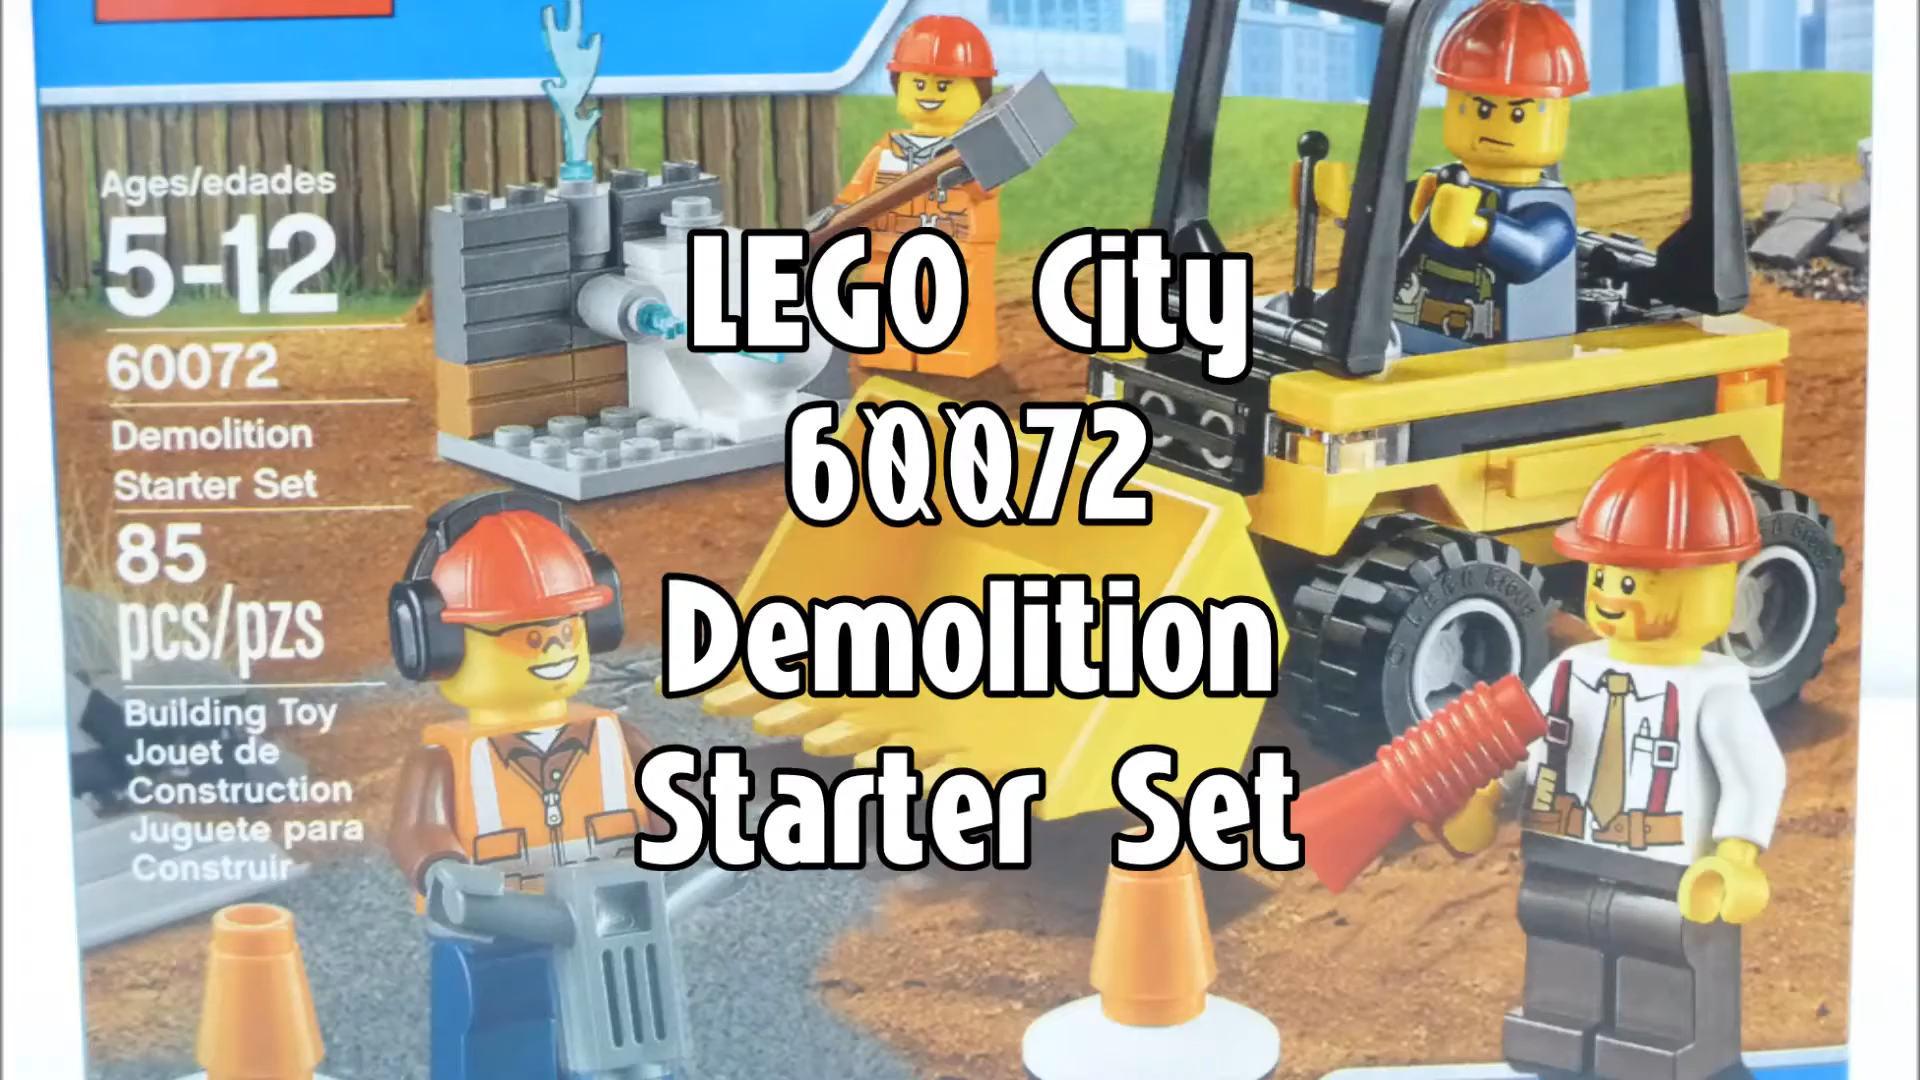 Ages/edades
5-12
60072
Demolition
Starter Set
85
pcs/pzs
Building Toy
Jouet de
Construction
Juguete para
Construir
LEGO City
60072
Demolition
Starter Set